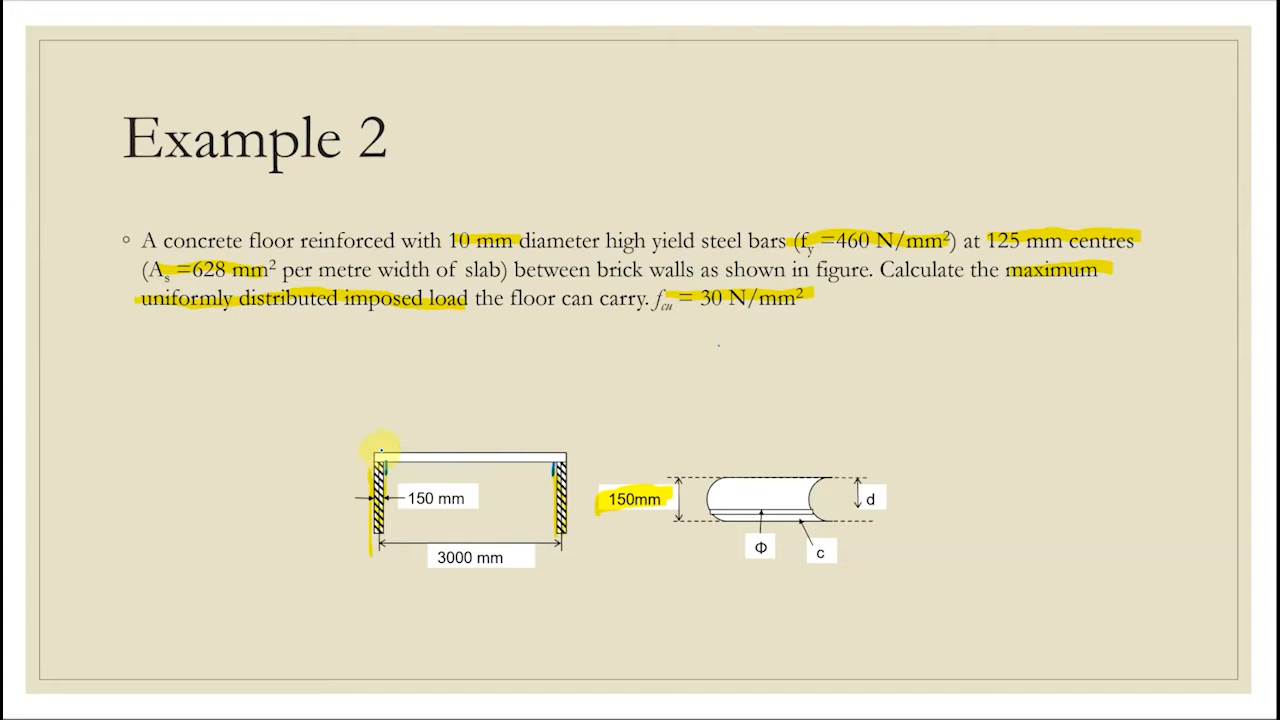 Example 2
◦ A concrete floor reinforced with 10 mm diameter high yield steel bars (fy =460 N/mm²) at 125 mm centres
(As =628 mm² per metre width of slab) between brick walls as shown in figure. Calculate the maximum
uniformly distributed imposed load the floor can carry. fcu = 30 N/mm²
150 mm
3000 mm
150mm
d
Φ
c